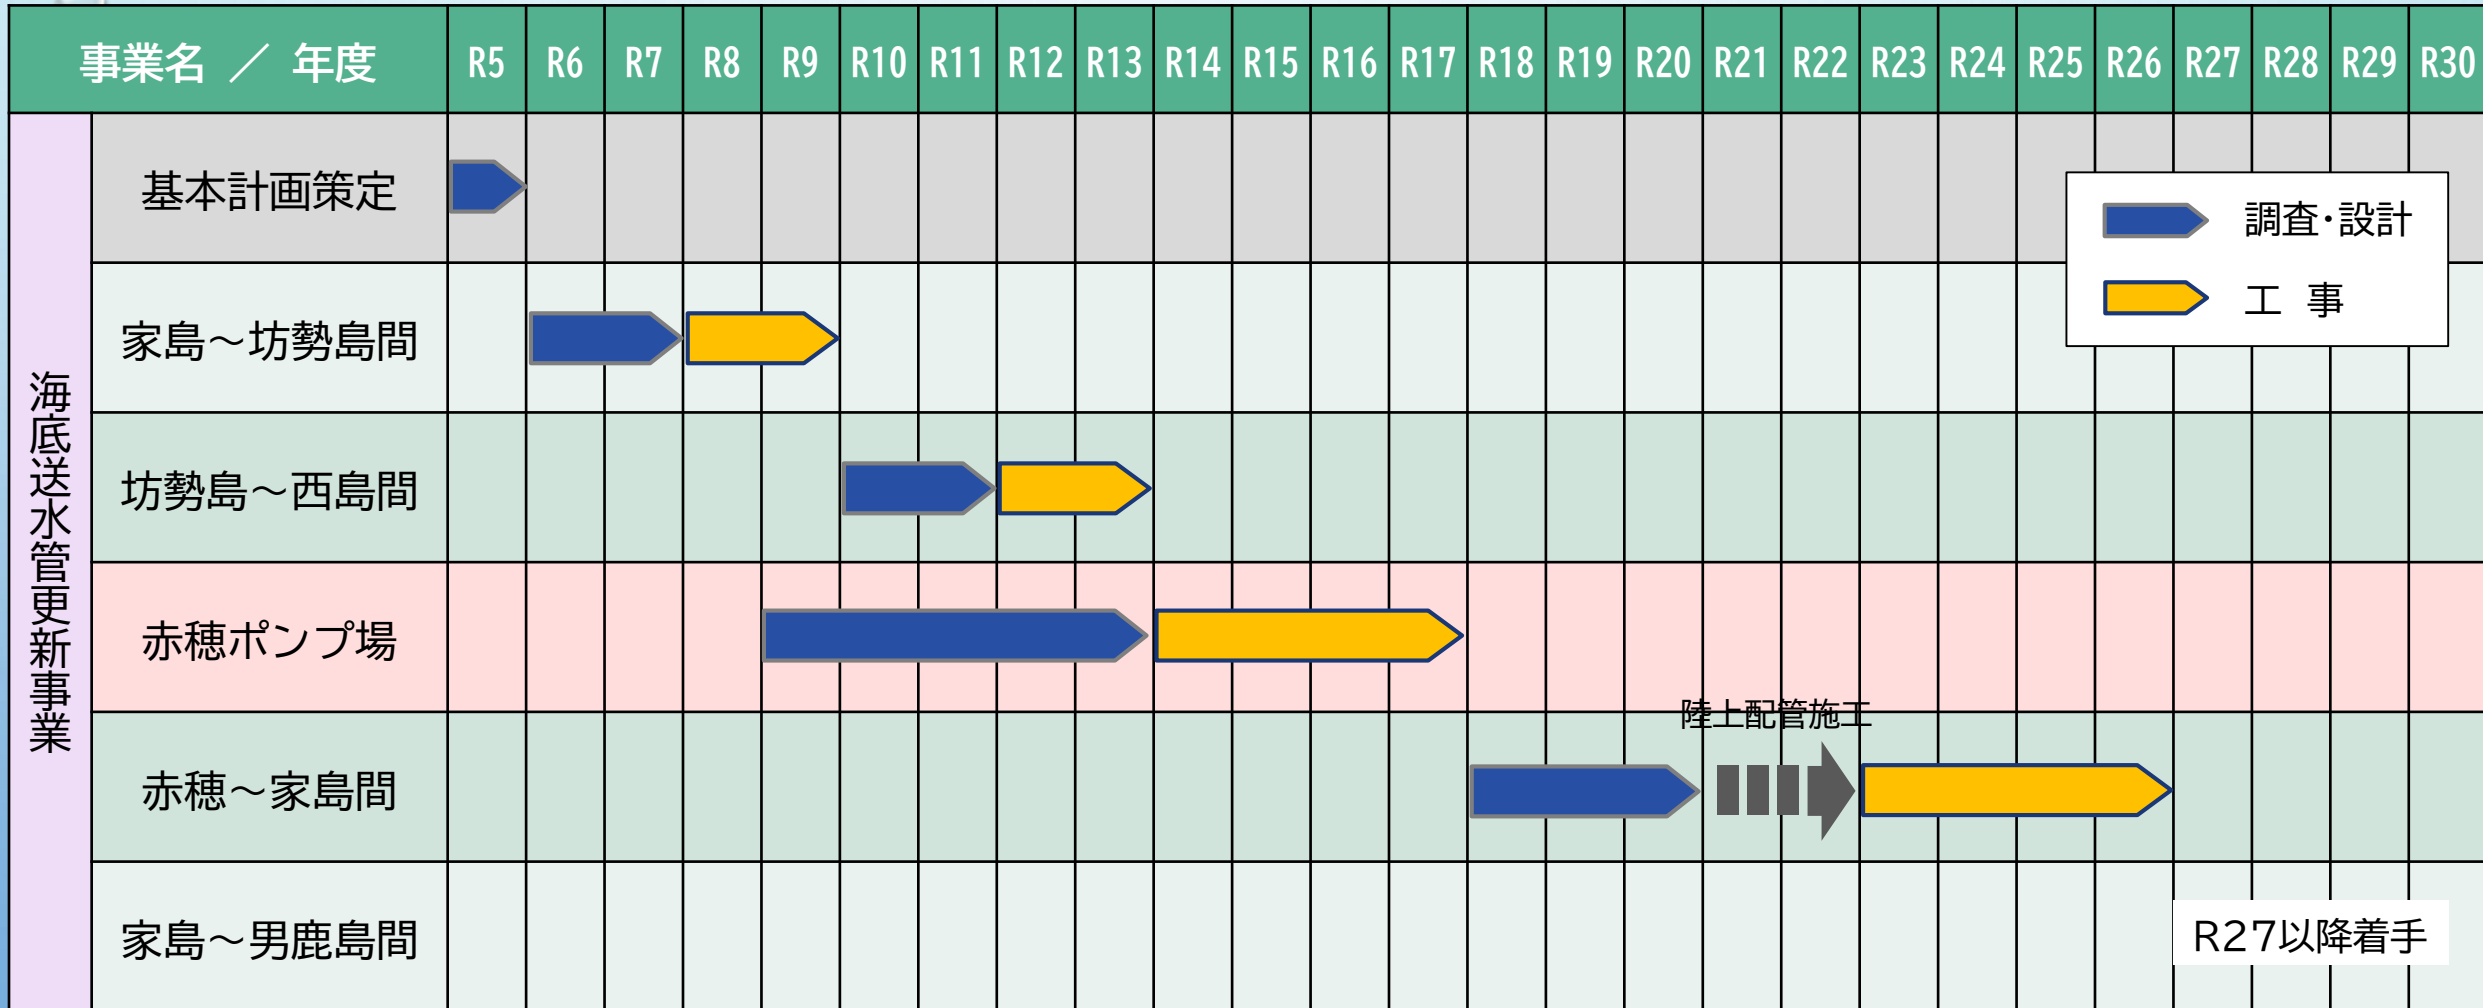 事業名 ／ 年度 R5 R6 R7 R8 R9 R10 R11 R12 R13 R14 R15 R16 R17 R18 R19 R20 R21 R22 R23 R24 R25 R26 R27 R28 R29 R30
海底送水管更新事業
基本計画策定
調査・設計
工 事
家島～坊勢島間
坊勢島～西島間
赤穂ポンプ場
陸上配管施工
赤穂～家島間
家島～男鹿島間
R27以降着手